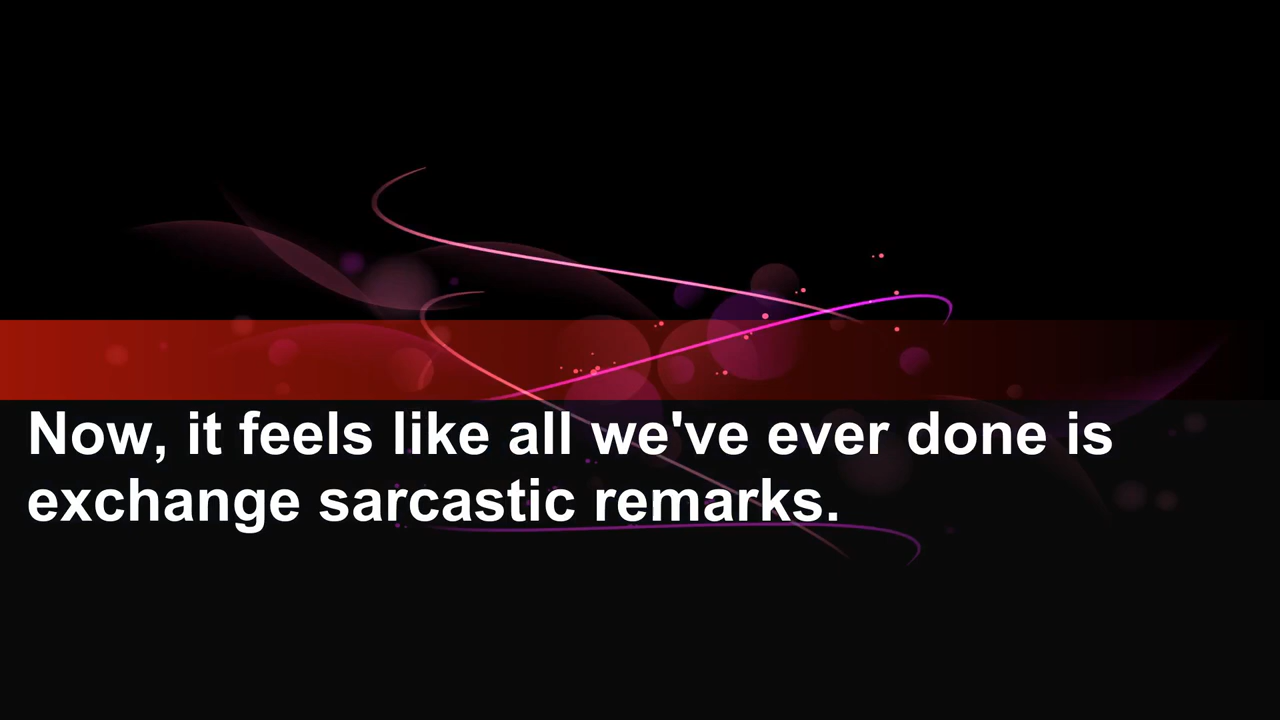 Now, it feels like all we've ever done is
exchange sarcastic remarks.